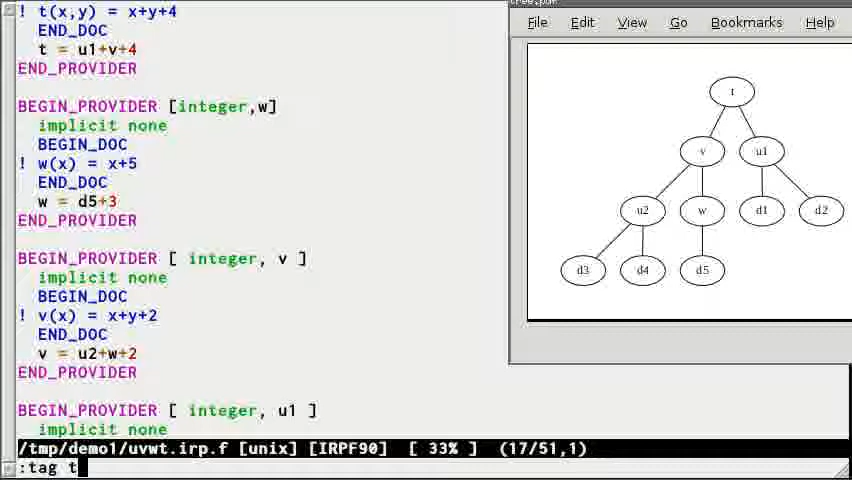 ! t(x,y) = x+y+4
END_DOC
t = u1+v+4
END_PROVIDER
BEGIN_PROVIDER [integer,w]
implicit none
BEGIN_DOC
! w(x) = x+5
END_DOC
w = d5+3
END_PROVIDER
BEGIN_PROVIDER [ integer, v ]
implicit none
BEGIN_DOC
! v(x) = x+y+2
END_DOC
v = u2+w+2
END_PROVIDER
BEGIN_PROVIDER [ integer, u1 ]
implicit none
/tmp/demo1/uvwt.irp.f [unix] [IRPF90] [ 33% ] (17/51,1)
:tag t
File Edit View Go Bookmarks Help
t
v u1
u2 w d1 d2
d3 d4 d5